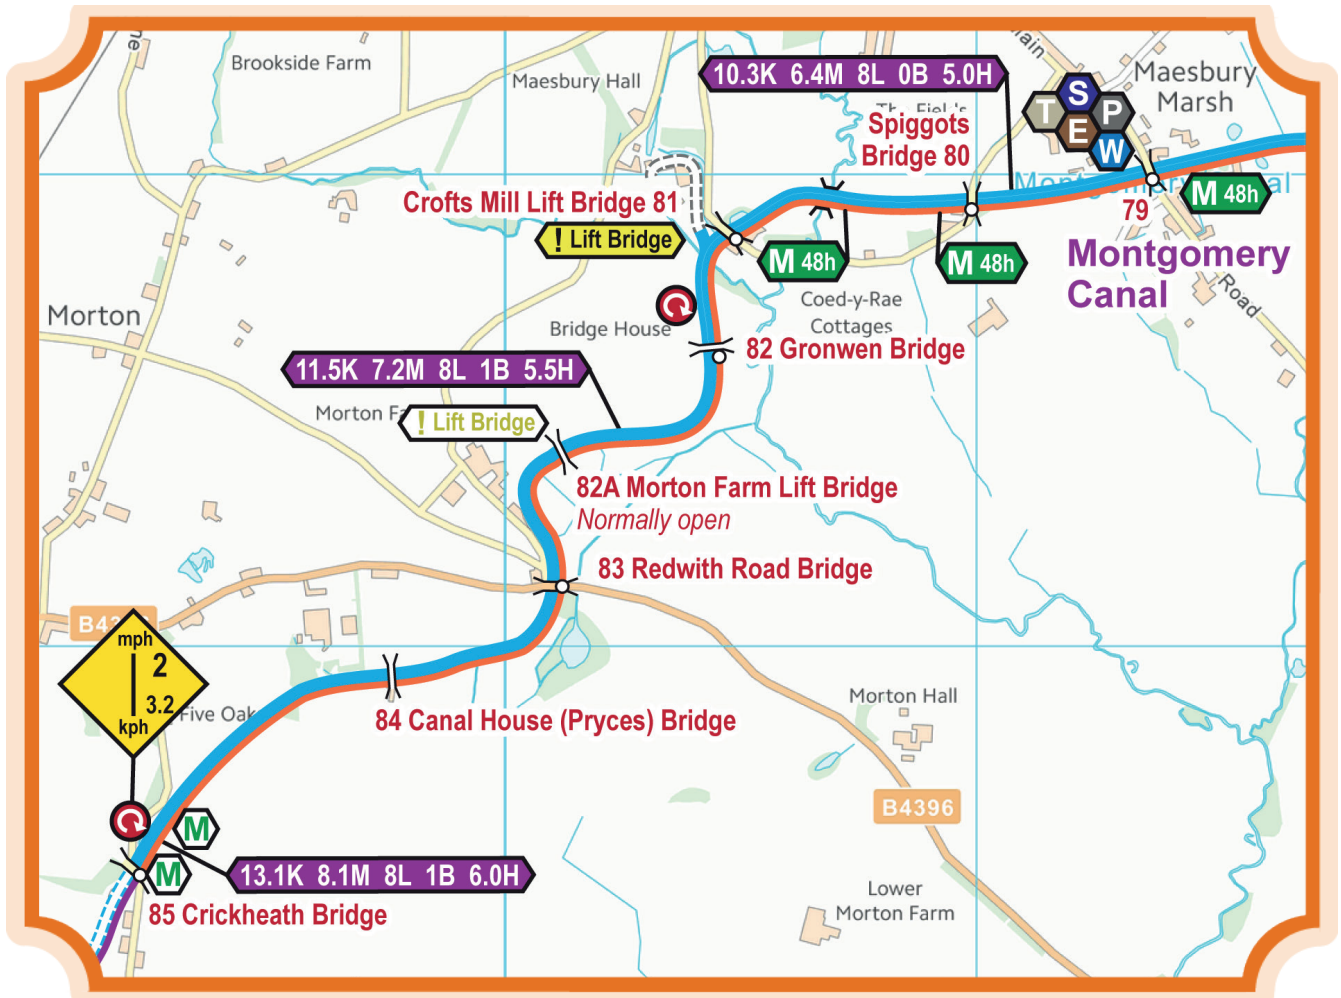 Brookside Farm
Maesbury Hall
10.3K 6.4M 8L 0B 5.0H
Maesbury
Marsh
T
S
P
E
W
Spiggots
Bridge 80
Crofts Mill Lift Bridge 81
! Lift Bridge
M 48h
M 48h
M 48h
79
Montgomery
Canal
Road
Coed-y-Rae
Cottages
Morton
Bridge House
82 Gronwen Bridge
11.5K 7.2M 8L 1B 5.5H
Morton
! Lift Bridge
82A Morton Farm Lift Bridge
Normally open
83 Redwith Road Bridge
mph
2
3.2
kph
Five Oak
84 Canal House (Pryces) Bridge
Morton Hall
B4396
M
M
13.1K 8.1M 8L 1B 6.0H
85 Crickheath Bridge
Lower
Morton Farm